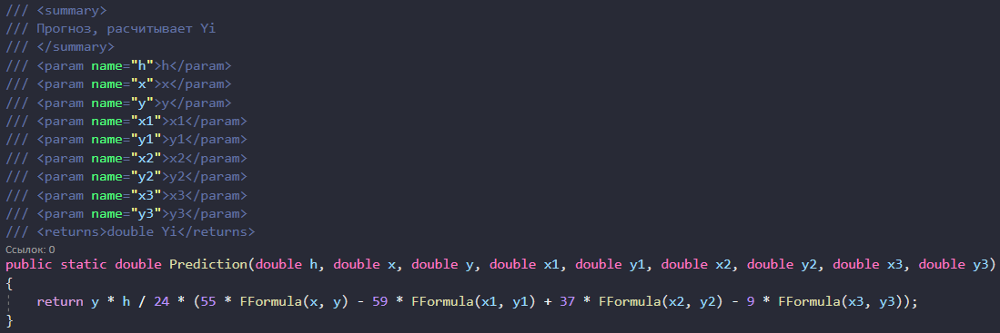 /// <summary>
/// Прогноз, расчитывает Yi
/// </summary>
/// <param name="h">h</param>
/// <param name="x">x</param>
/// <param name="y">y</param>
/// <param name="x1">x1</param>
/// <param name="y1">y1</param>
/// <param name="x2">x2</param>
/// <param name="y2">y2</param>
/// <param name="x3">x3</param>
/// <param name="y3">y3</param>
/// <returns>double Yi</returns>
Ссылок: 0
public static double Prediction(double h, double x, double y, double x1, double y1, double x2, double y2, double x3, double y3)
{
return y * h / 24 * (55 * FFormula(x, y) - 59 * FFormula(x1, y1) + 37 * FFormula(x2, y2) - 9 * FFormula(x3, y3));
}